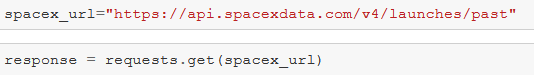 spacex_url="https://api.spacexdata.com/v4/launches/past"
response = requests.get(spacex_url)